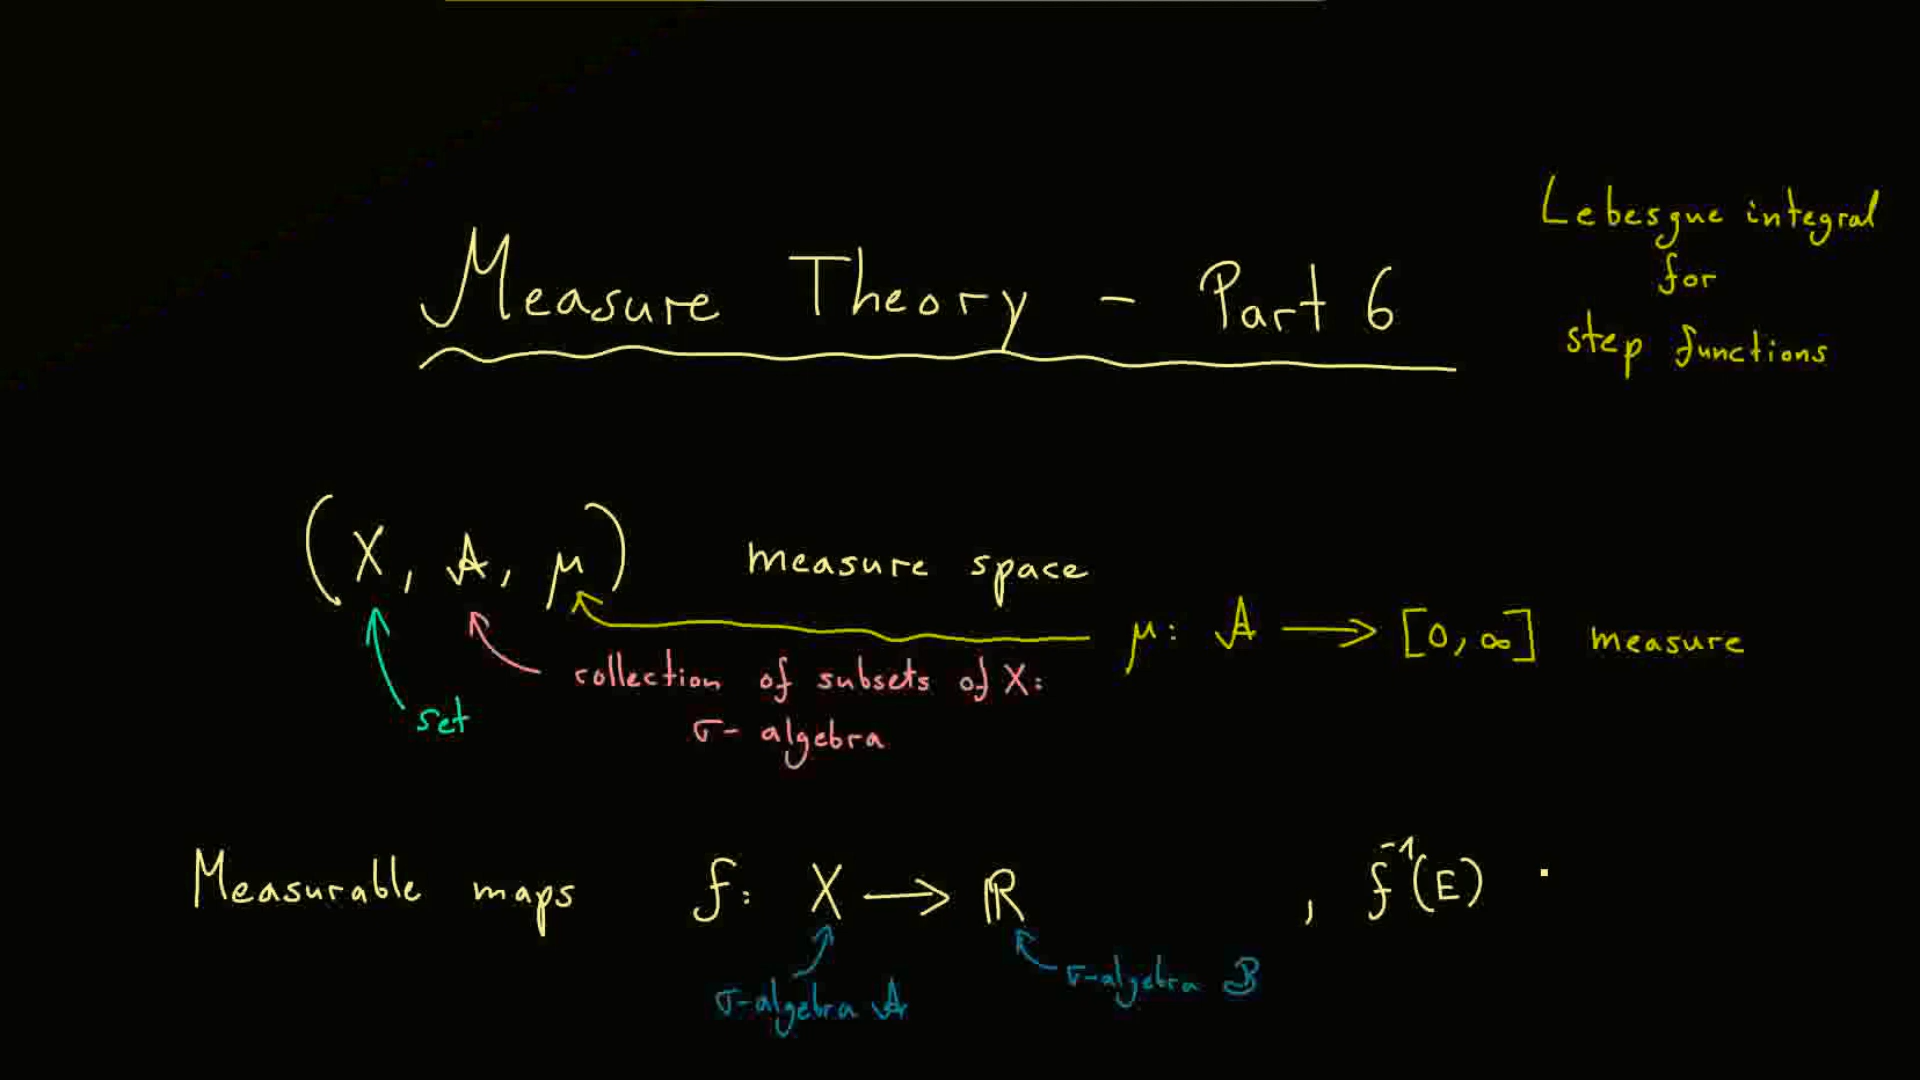 Lebesgue integral
for
step functions
Measure Theory - Part 6
(X, 𝒜, μ) measure space
μ: 𝒜 ⟶ [0, ∞] measure
set
collection of subsets of X:
σ- algebra
Measurable maps f: X ⟶ ℝ , f⁻¹(E)
σ-algebra 𝒜
σ-algebra ℬ